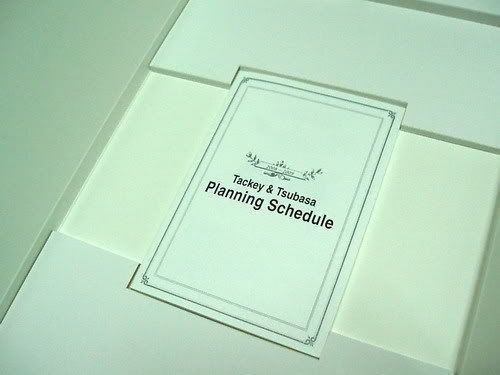 Tackey & Tsubasa
Planning Schedule